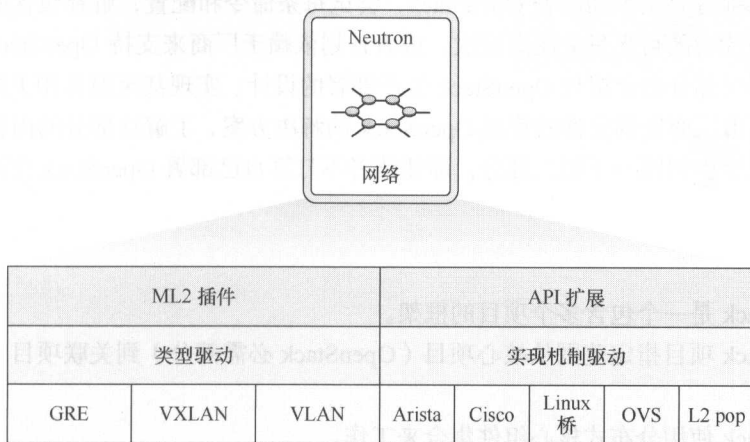 Neutron
网络
ML2 插件
API 扩展
类型驱动
实现机制驱动
GRE
VXLAN
VLAN
Arista
Cisco
Linux
桥
OVS
L2 pop